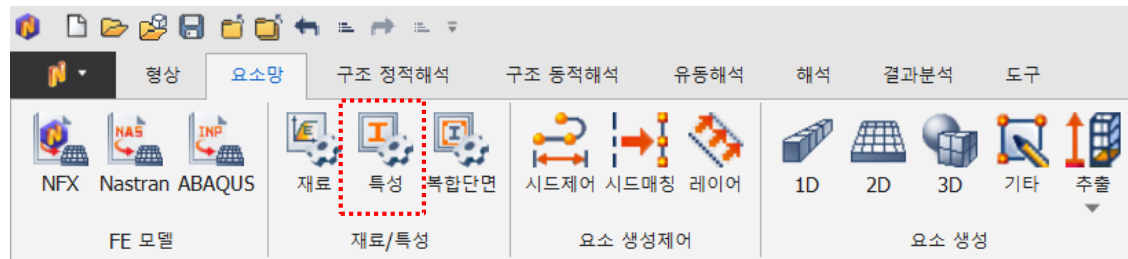 형상 요소망 구조 정적해석 구조 동적해석 유동해석 해석 결과분석 도구
NAS INP E
NFX Nastran ABAQUS 재료 특성 복합단면 시드제어 시드매칭 레이어 1D 2D 3D 기타 추출
FE 모델 재료/특성 요소 생성제어 요소 생성